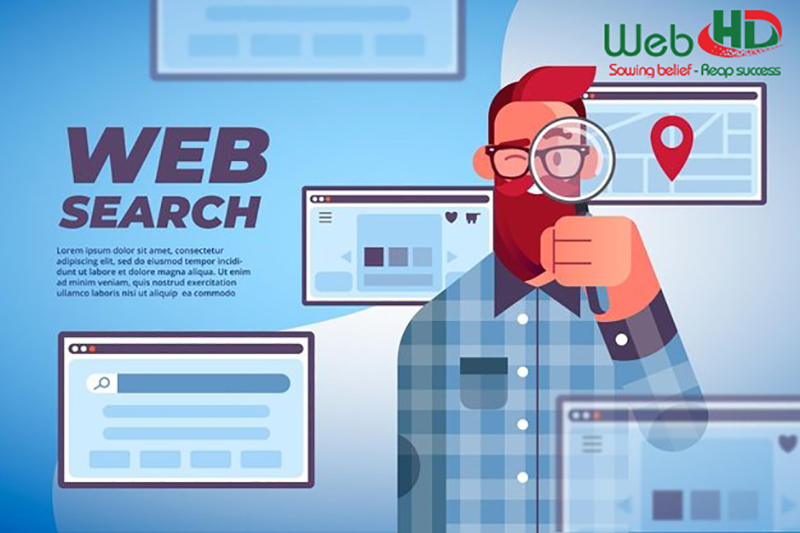 Web HD
Sowing belief - Reap success
WEB
SEARCH
Lorem ipsum dolor sit amet, consectetur
adipiscing elit, sed do eiusmod tempor incidi-
dunt ut labore et dolore magna aliqua. Ut enim
ad minim veniam, quis nostrud exercitation
ullamco laboris nisi ut aliquip ea commodo